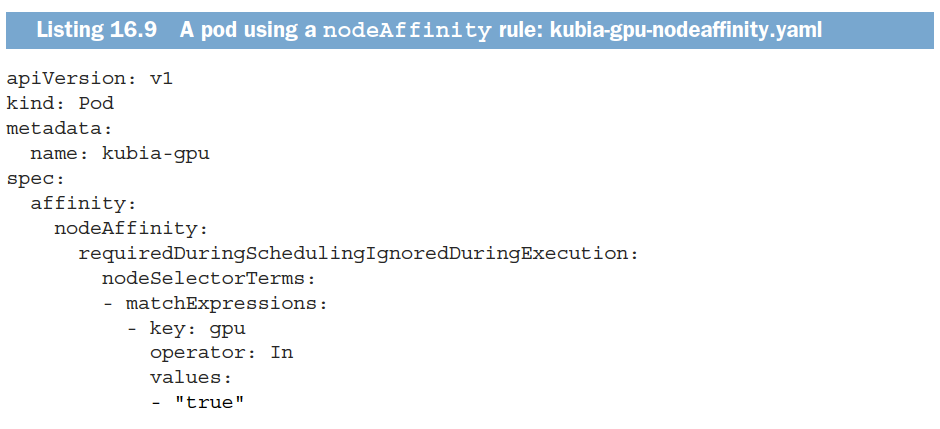 Listing 16.9 A pod using a nodeAffinity rule: kubia-gpu-nodeaffinity.yaml
apiVersion: v1
kind: Pod
metadata:
  name: kubia-gpu
spec:
  affinity:
    nodeAffinity:
      requiredDuringSchedulingIgnoredDuringExecution:
        nodeSelectorTerms:
        - matchExpressions:
          - key: gpu
            operator: In
            values:
            - "true"